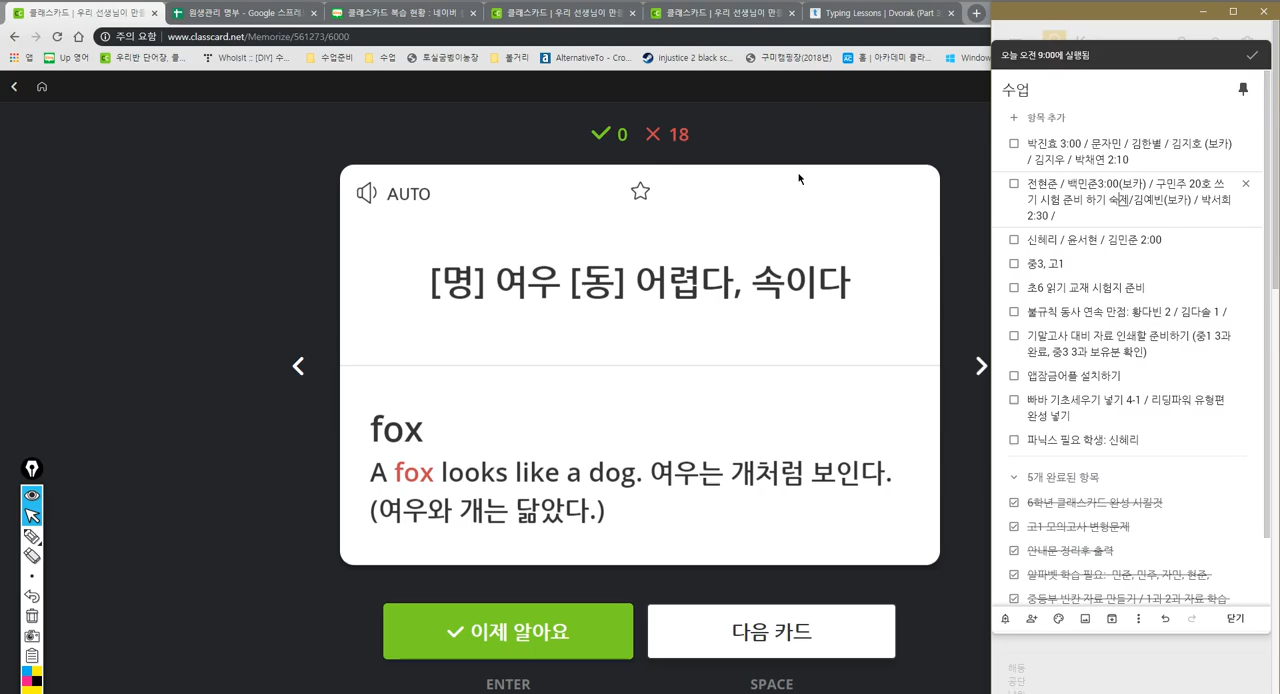 클래스카드 | 우리 선생님이 만든
원생관리 명부 - Google 스프레
클래스카드 복습 현황 : 네이버
클래스카드 | 우리 선생님이 만든
클래스카드 | 우리 선생님이 만든
Typing Lessons | Dvorak (Part 3
주의 요함 | www.classcard.net/Memorize/561273/6000
앱
Up 영어
우리반 단어장, 클...
WhoIsIt :: [DIY] 수...
수업준비
수업
토실굼벵이농장
볼거리
AlternativeTo - Cro...
injustice 2 black sc...
구미캠핑장(2018년)
홈 | 아카데미 클라...
Window
✓ 0 ✕ 18
AUTO
[명] 여우 [동] 어렵다, 속이다
fox
A fox looks like a dog. 여우는 개처럼 보인다.
(여우와 개는 닮았다.)
이제 알아요
다음 카드
ENTER
SPACE
오늘 오전 9:00에 실행됨
수업
+ 항목 추가
박진효 3:00 / 문자민 / 김한별 / 김지호 (보카)
/ 김지우 / 박채연 2:10
전현준 / 백민준3:00(보카) / 구민주 20호 쓰
기 시험 준비 하기 숙제/김예빈(보카) / 박서희
2:30 /
신혜리 / 윤서현 / 김민준 2:00
중3, 고1
초6 읽기 교재 시험지 준비
불규칙 동사 연속 만점: 황다빈 2 / 김다솔 1 /
기말고사 대비 자료 인쇄할 준비하기 (중1 3과
완료, 중3 3과 보유분 확인)
앱잠금어플 설치하기
빠바 기초세우기 넣기 4-1 / 리딩파워 유형편
완성 넣기
파닉스 필요 학생: 신혜리
5개 완료된 항목
6학년 클래스카드 완성 시킬것
고1 모의고사 변형문제
안내문 정리후 출력
알파벳 학습 필요: 민준, 민주, 자민, 현준,
중등부 빈칸 자료 만들기 / 1과 2과 자료 학습
닫기
해동
중단